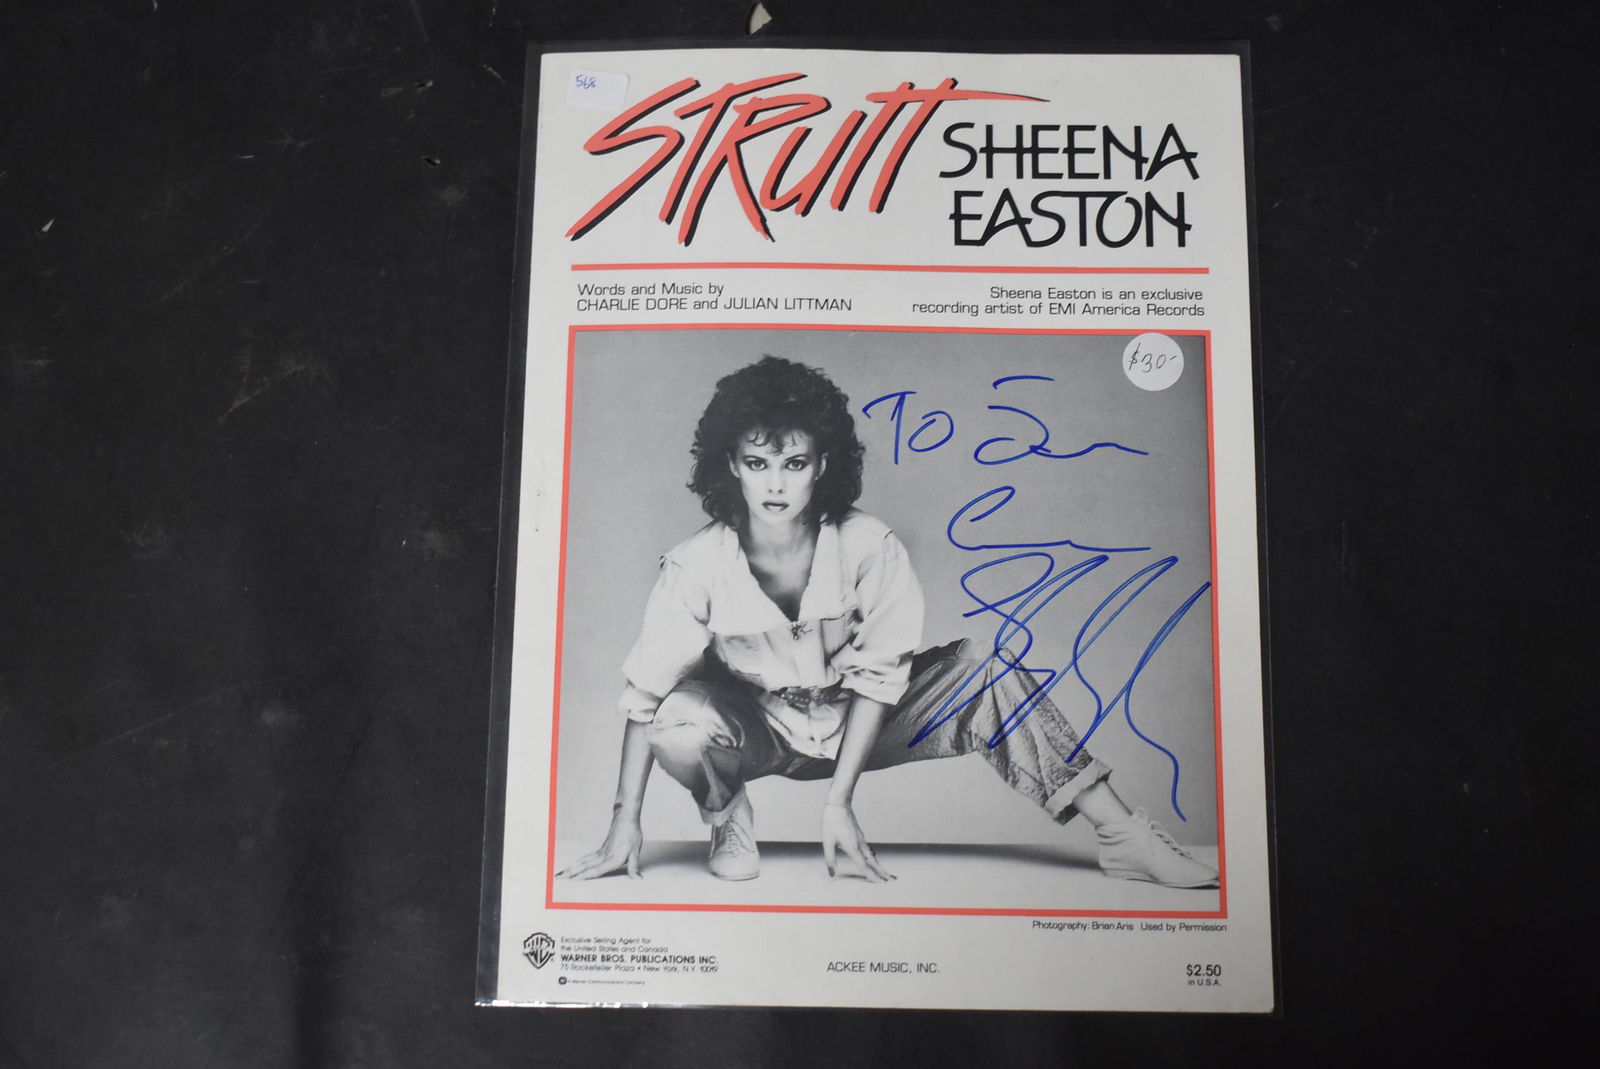 568
STRUTT
SHEENA
EASTON
Words and Music by
CHARLIE DORE and JULIAN LITTMAN
Sheena Easton is an exclusive
recording artist of EMI America Records
$30-
TO
Photography: Brian Aris Used by Permission
Exclusive Selling Agent for
the United States and Canada
WARNER BROS. PUBLICATIONS INC.
75 Rockefeller Plaza • New York, N.Y. 10019
A Warner Communications Company
ACKEE MUSIC, INC.
$2.50
in U.S.A.